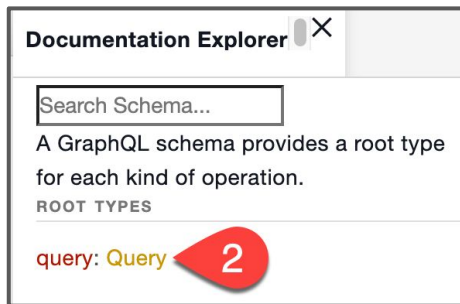 Documentation Explorer
Search Schema...
A GraphQL schema provides a root type
for each kind of operation.
ROOT TYPES
query: Query
2